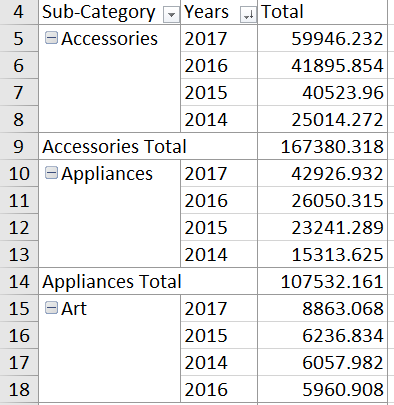 4 Sub-Category Years Total
5 Accessories 2017 59946.232
6 2016 41895.854
7 2015 40523.96
8 2014 25014.272
9 Accessories Total 167380.318
10 Appliances 2017 42926.932
11 2016 26050.315
12 2015 23241.289
13 2014 15313.625
14 Appliances Total 107532.161
15 Art 2017 8863.068
16 2015 6236.834
17 2014 6057.982
18 2016 5960.908